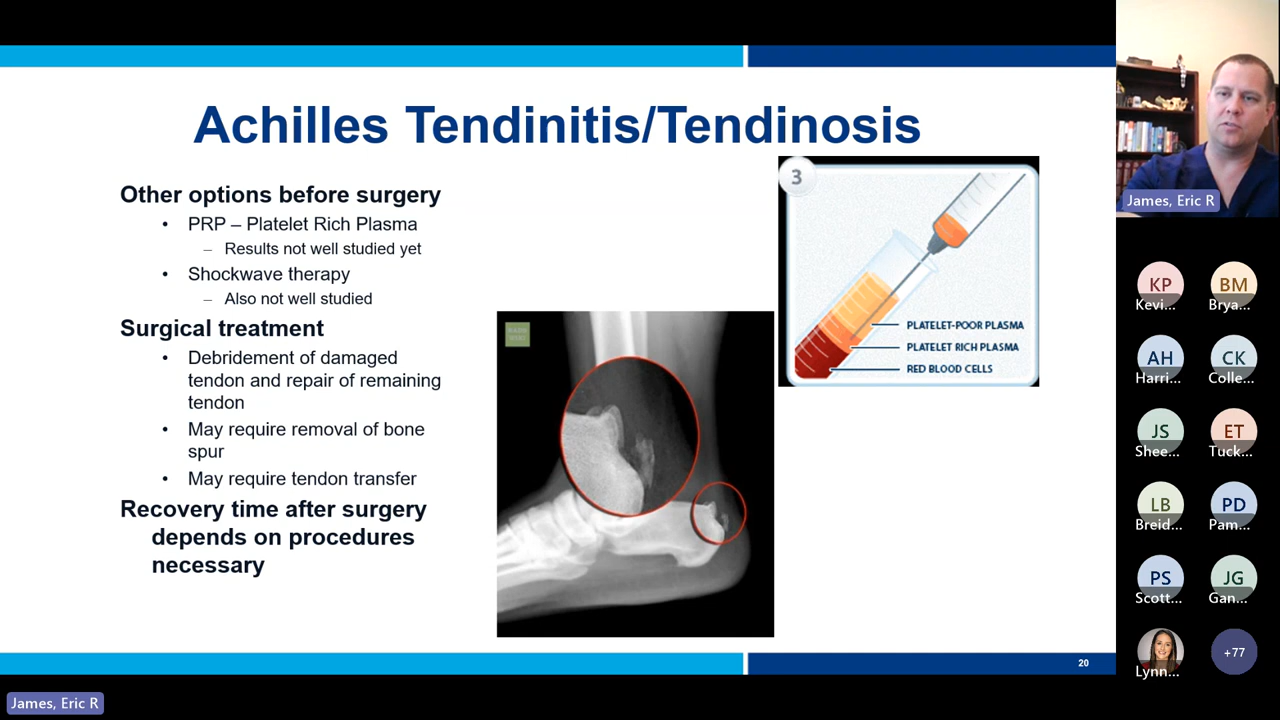 Achilles Tendinitis/Tendinosis
Other options before surgery
• PRP – Platelet Rich Plasma
– Results not well studied yet
• Shockwave therapy
– Also not well studied
Surgical treatment
• Debridement of damaged
tendon and repair of remaining
tendon
• May require removal of bone
spur
• May require tendon transfer
Recovery time after surgery
depends on procedures
necessary
3
PLATELET-POOR PLASMA
PLATELET RICH PLASMA
RED BLOOD CELLS
20
James, Eric R
James, Eric R
KP
Kevi...
BM
Brya...
AH
Harri...
CK
Colle...
JS
Shee...
ET
Tuck...
LB
Breid...
PD
Pam...
PS
Scott...
JG
Gan...
Lynn...
+77